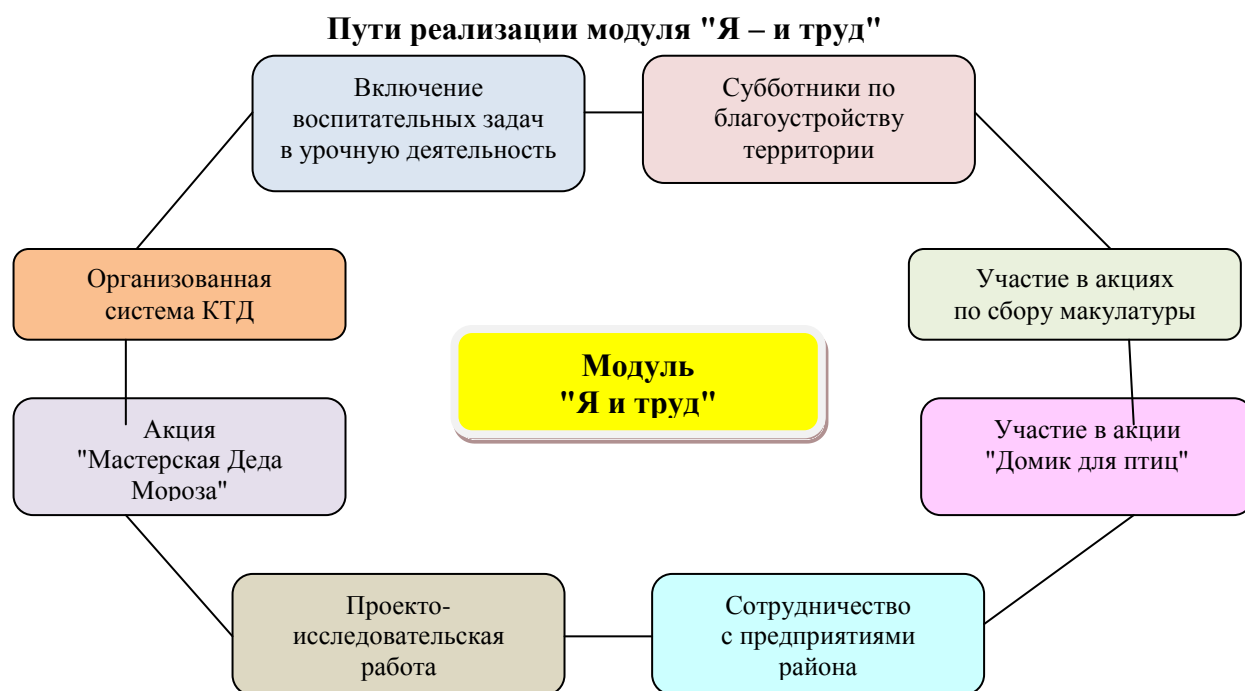 Пути реализации модуля "Я – и труд"
Включение
воспитательных задач
в урочную деятельность
Субботники по
благоустройству
территории
Организованная
система КТД
Участие в акциях
по сбору макулатуры
Модуль
"Я и труд"
Акция
"Мастерская Деда
Мороза"
Участие в акции
"Домик для птиц"
Проекто-
исследовательская
работа
Сотрудничество
с предприятиями
района